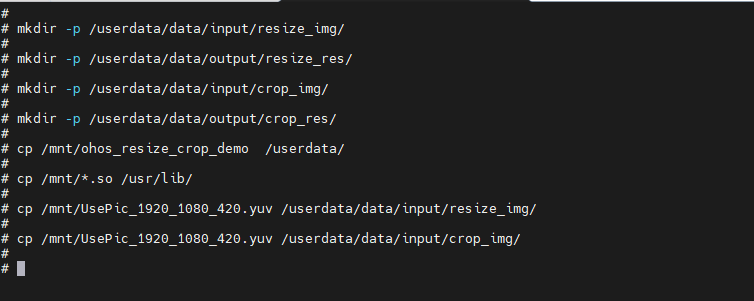 #
# mkdir -p /userdata/data/input/resize_img/
#
# mkdir -p /userdata/data/output/resize_res/
#
# mkdir -p /userdata/data/input/crop_img/
#
# mkdir -p /userdata/data/output/crop_res/
#
# cp /mnt/ohos_resize_crop_demo  /userdata/
#
# cp /mnt/*.so /usr/lib/
#
# cp /mnt/UsePic_1920_1080_420.yuv /userdata/data/input/resize_img/
#
# cp /mnt/UsePic_1920_1080_420.yuv /userdata/data/input/crop_img/
#
#